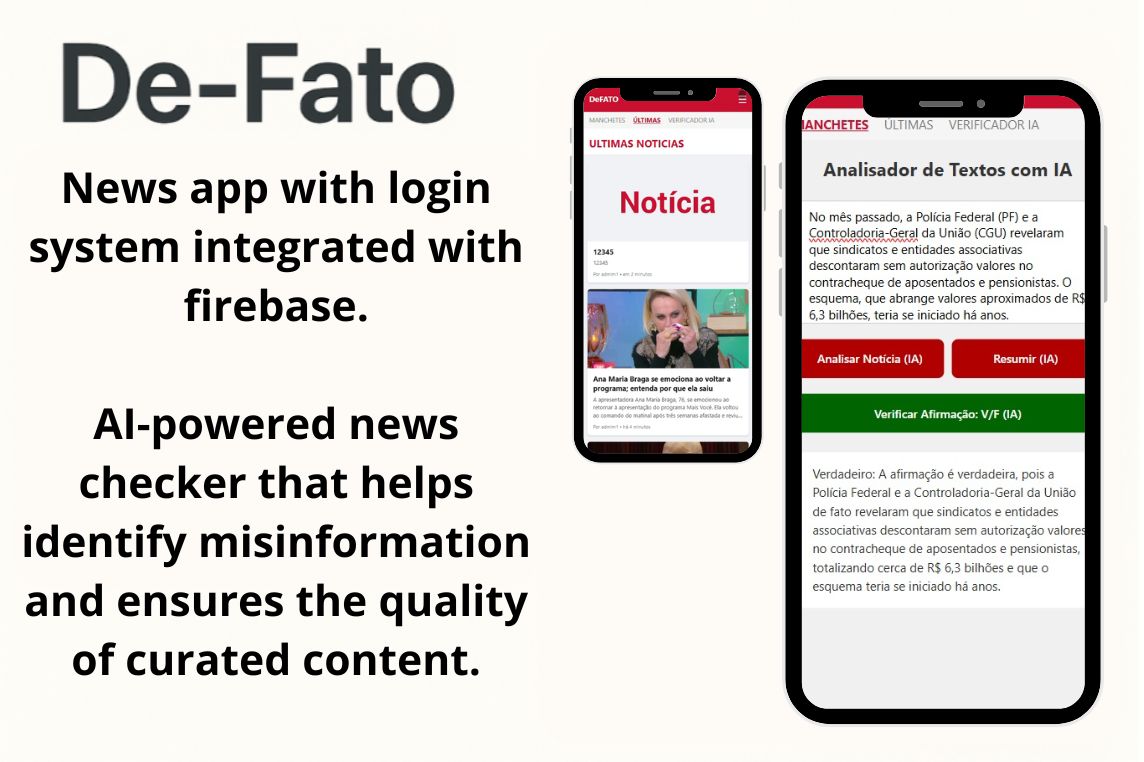 De-Fato
News app with login
system integrated with
firebase.
AI-powered news
checker that helps
identify misinformation
and ensures the quality
of curated content.
DeFATO
MANCHETES ÚLTIMAS VERIFICADOR IA
ULTIMAS NOTICIAS
Notícia
12345
12345
Por admin1 • em 2 minutos
Ana Maria Braga se emociona ao voltar a
programa; entenda por que ela saiu
A apresentadora Ana Maria Braga, 76, se emocionou ao
retornar à apresentação do programa Mais Você. Ela voltou
ao comando do matinal após três semanas afastada e reviu...
Por admin1 • há 4 minutos
MANCHETES ÚLTIMAS VERIFICADOR IA
Analisador de Textos com IA
No mês passado, a Polícia Federal (PF) e a
Controladoria-Geral da União (CGU) revelaram
que sindicatos e entidades associativas
descontaram sem autorização valores no
contracheque de aposentados e pensionistas. O
esquema, que abrange valores aproximados de R$
6,3 bilhões, teria se iniciado há anos.
Analisar Notícia (IA) Resumir (IA)
Verificar Afirmação: V/F (IA)
Verdadeiro: A afirmação é verdadeira, pois a
Polícia Federal e a Controladoria-Geral da União
de fato revelaram que sindicatos e entidades
associativas descontaram sem autorização valores
no contracheque de aposentados e pensionistas,
totalizando cerca de R$ 6,3 bilhões e que o
esquema teria se iniciado há anos.